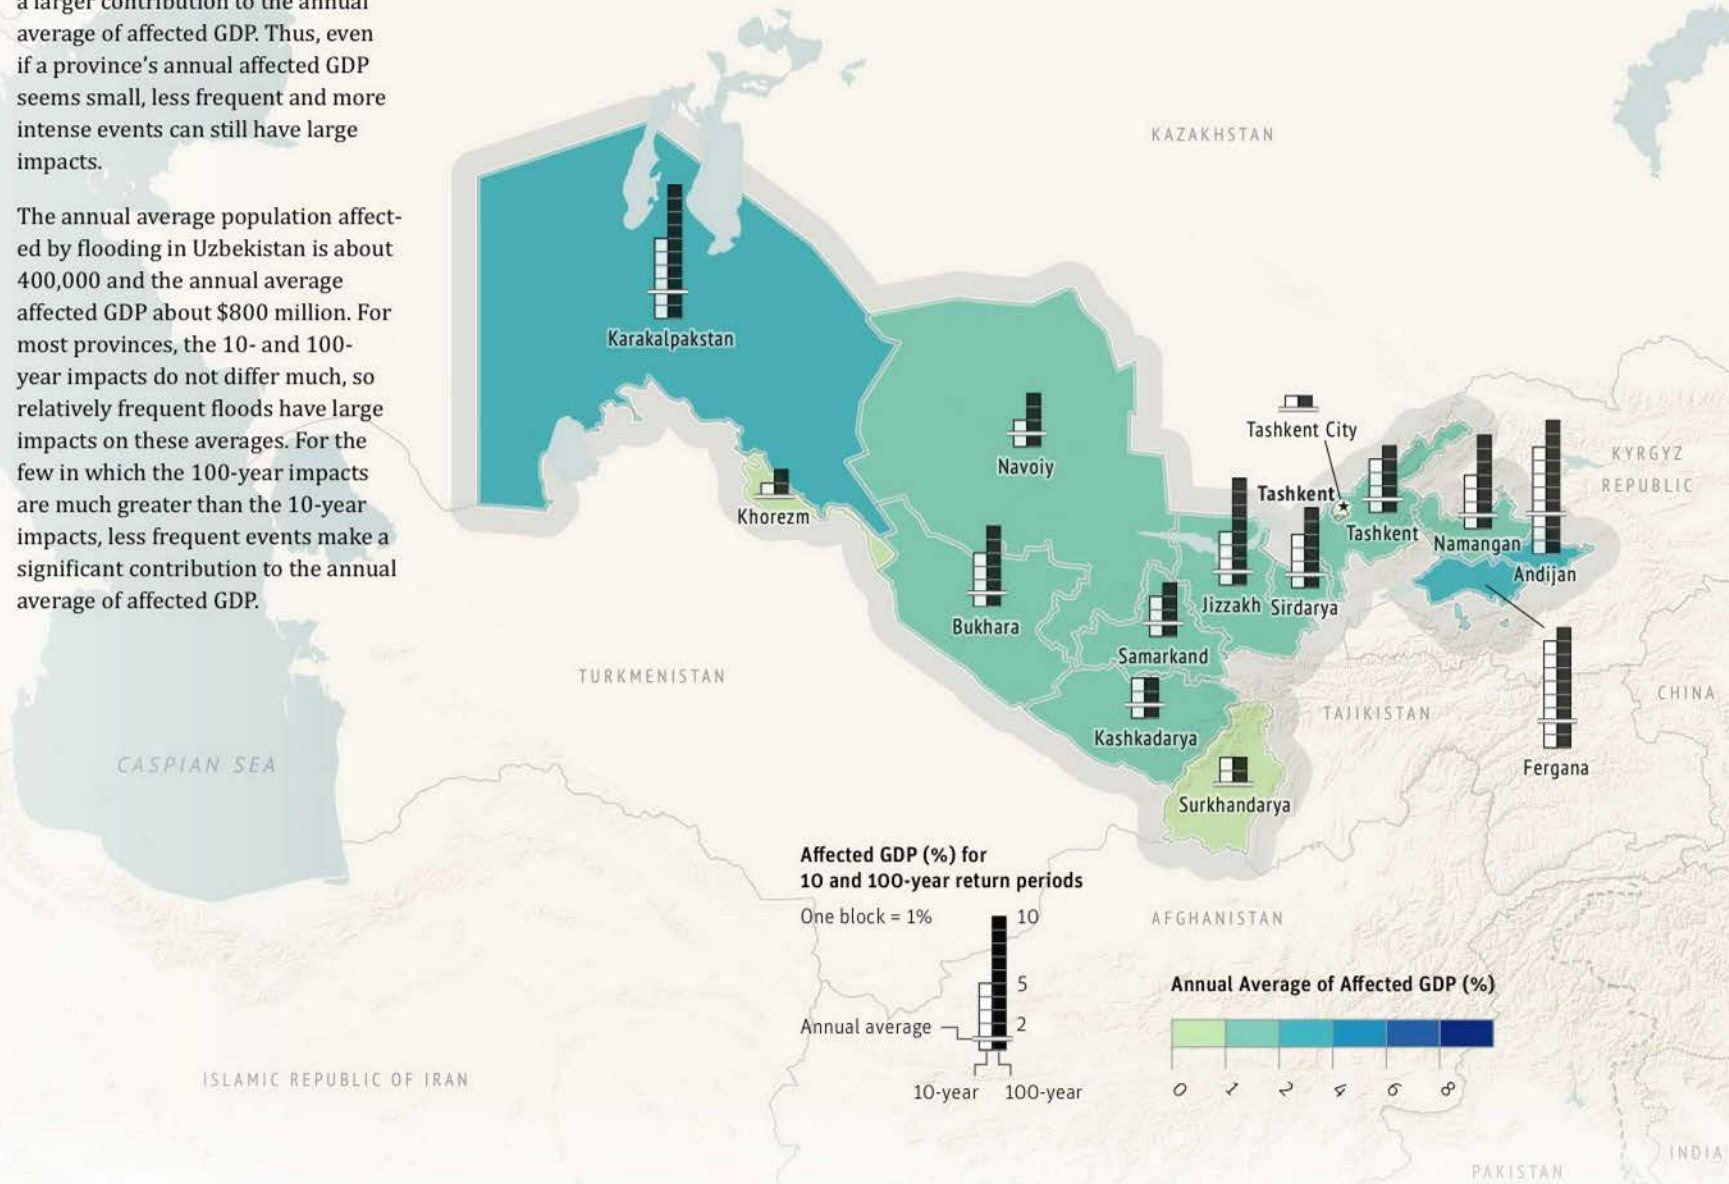 a larger contribution to the annual
average of affected GDP. Thus, even
if a province's annual affected GDP
seems small, less frequent and more
intense events can still have large
impacts.
The annual average population affect-
ed by flooding in Uzbekistan is about
400,000 and the annual average
affected GDP about $800 million. For
most provinces, the 10- and 100-
year impacts do not differ much, so
relatively frequent floods have large
impacts on these averages. For the
few in which the 100-year impacts
are much greater than the 10-year
impacts, less frequent events make a
significant contribution to the annual
average of affected GDP.
KAZAKHSTAN
Karakalpakstan
Navoiy
Tashkent City
KYRGYZ
REPUBLIC
Khorezm
Tashkent
Tashkent
Namangan
Andijan
Bukhara
Jizzakh
Sirdarya
Samarkand
TURKMENISTAN
CHINA
TAJIKISTAN
Kashkadarya
CASPIAN SEA
Fergana
Surkhandarya
Affected GDP (%) for
10 and 100-year return periods
One block = 1%
10
5
2
Annual average
10-year
100-year
AFGHANISTAN
Annual Average of Affected GDP (%)
0
1
2
4
6
8
ISLAMIC REPUBLIC OF IRAN
INDIA
PAKISTAN